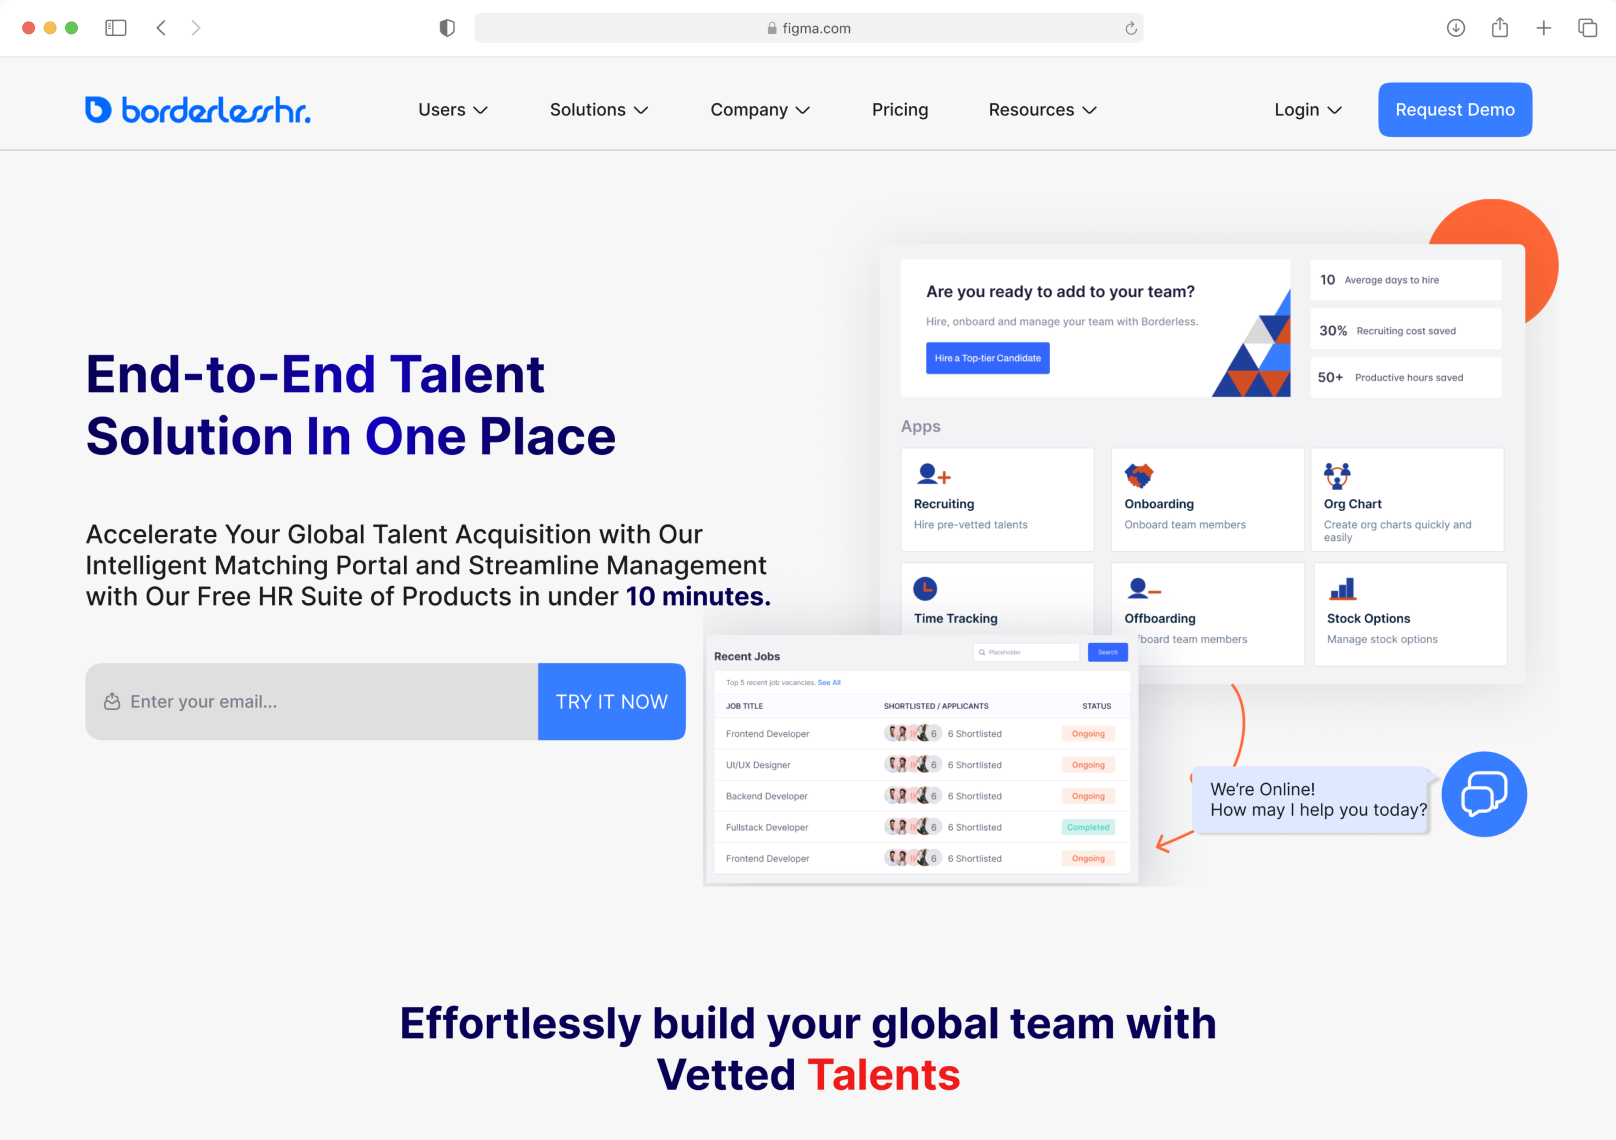 figma.com
borderlesshr.
Users
Solutions
Company
Pricing
Resources
Login
Request Demo
End-to-End Talent
Solution In One Place
Accelerate Your Global Talent Acquisition with Our
Intelligent Matching Portal and Streamline Management
with Our Free HR Suite of Products in under 10 minutes.
Enter your email...
TRY IT NOW
Are you ready to add to your team?
Hire, onboard and manage your team with Borderless.
Hire a Top-tier Candidate
10 Average days to hire
30% Recruiting cost saved
50+ Productive hours saved
Apps
Recruiting
Hire pre-vetted talents
Onboarding
Onboard team members
Org Chart
Create org charts quickly and
easily
Time Tracking
Offboarding
board team members
Stock Options
Manage stock options
Recent Jobs
Placeholder
Search
Top 5 recent job vacancies. See All
JOB TITLE SHORTLISTED / APPLICANTS STATUS
Frontend Developer 6 6 Shortlisted Ongoing
UI/UX Designer 6 6 Shortlisted Ongoing
Backend Developer 6 6 Shortlisted Ongoing
Fullstack Developer 6 6 Shortlisted Completed
Frontend Developer 6 6 Shortlisted Ongoing
We're Online!
How may I help you today?
Effortlessly build your global team with
Vetted Talents